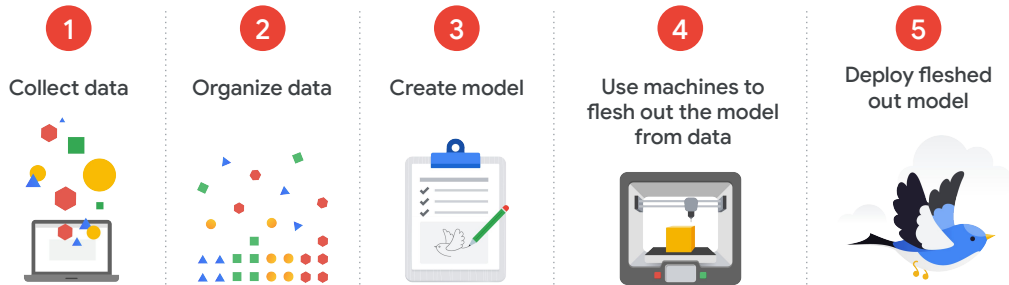 1
Collect data
2
Organize data
3
Create model
4
Use machines to
flesh out the model
from data
5
Deploy fleshed
out model